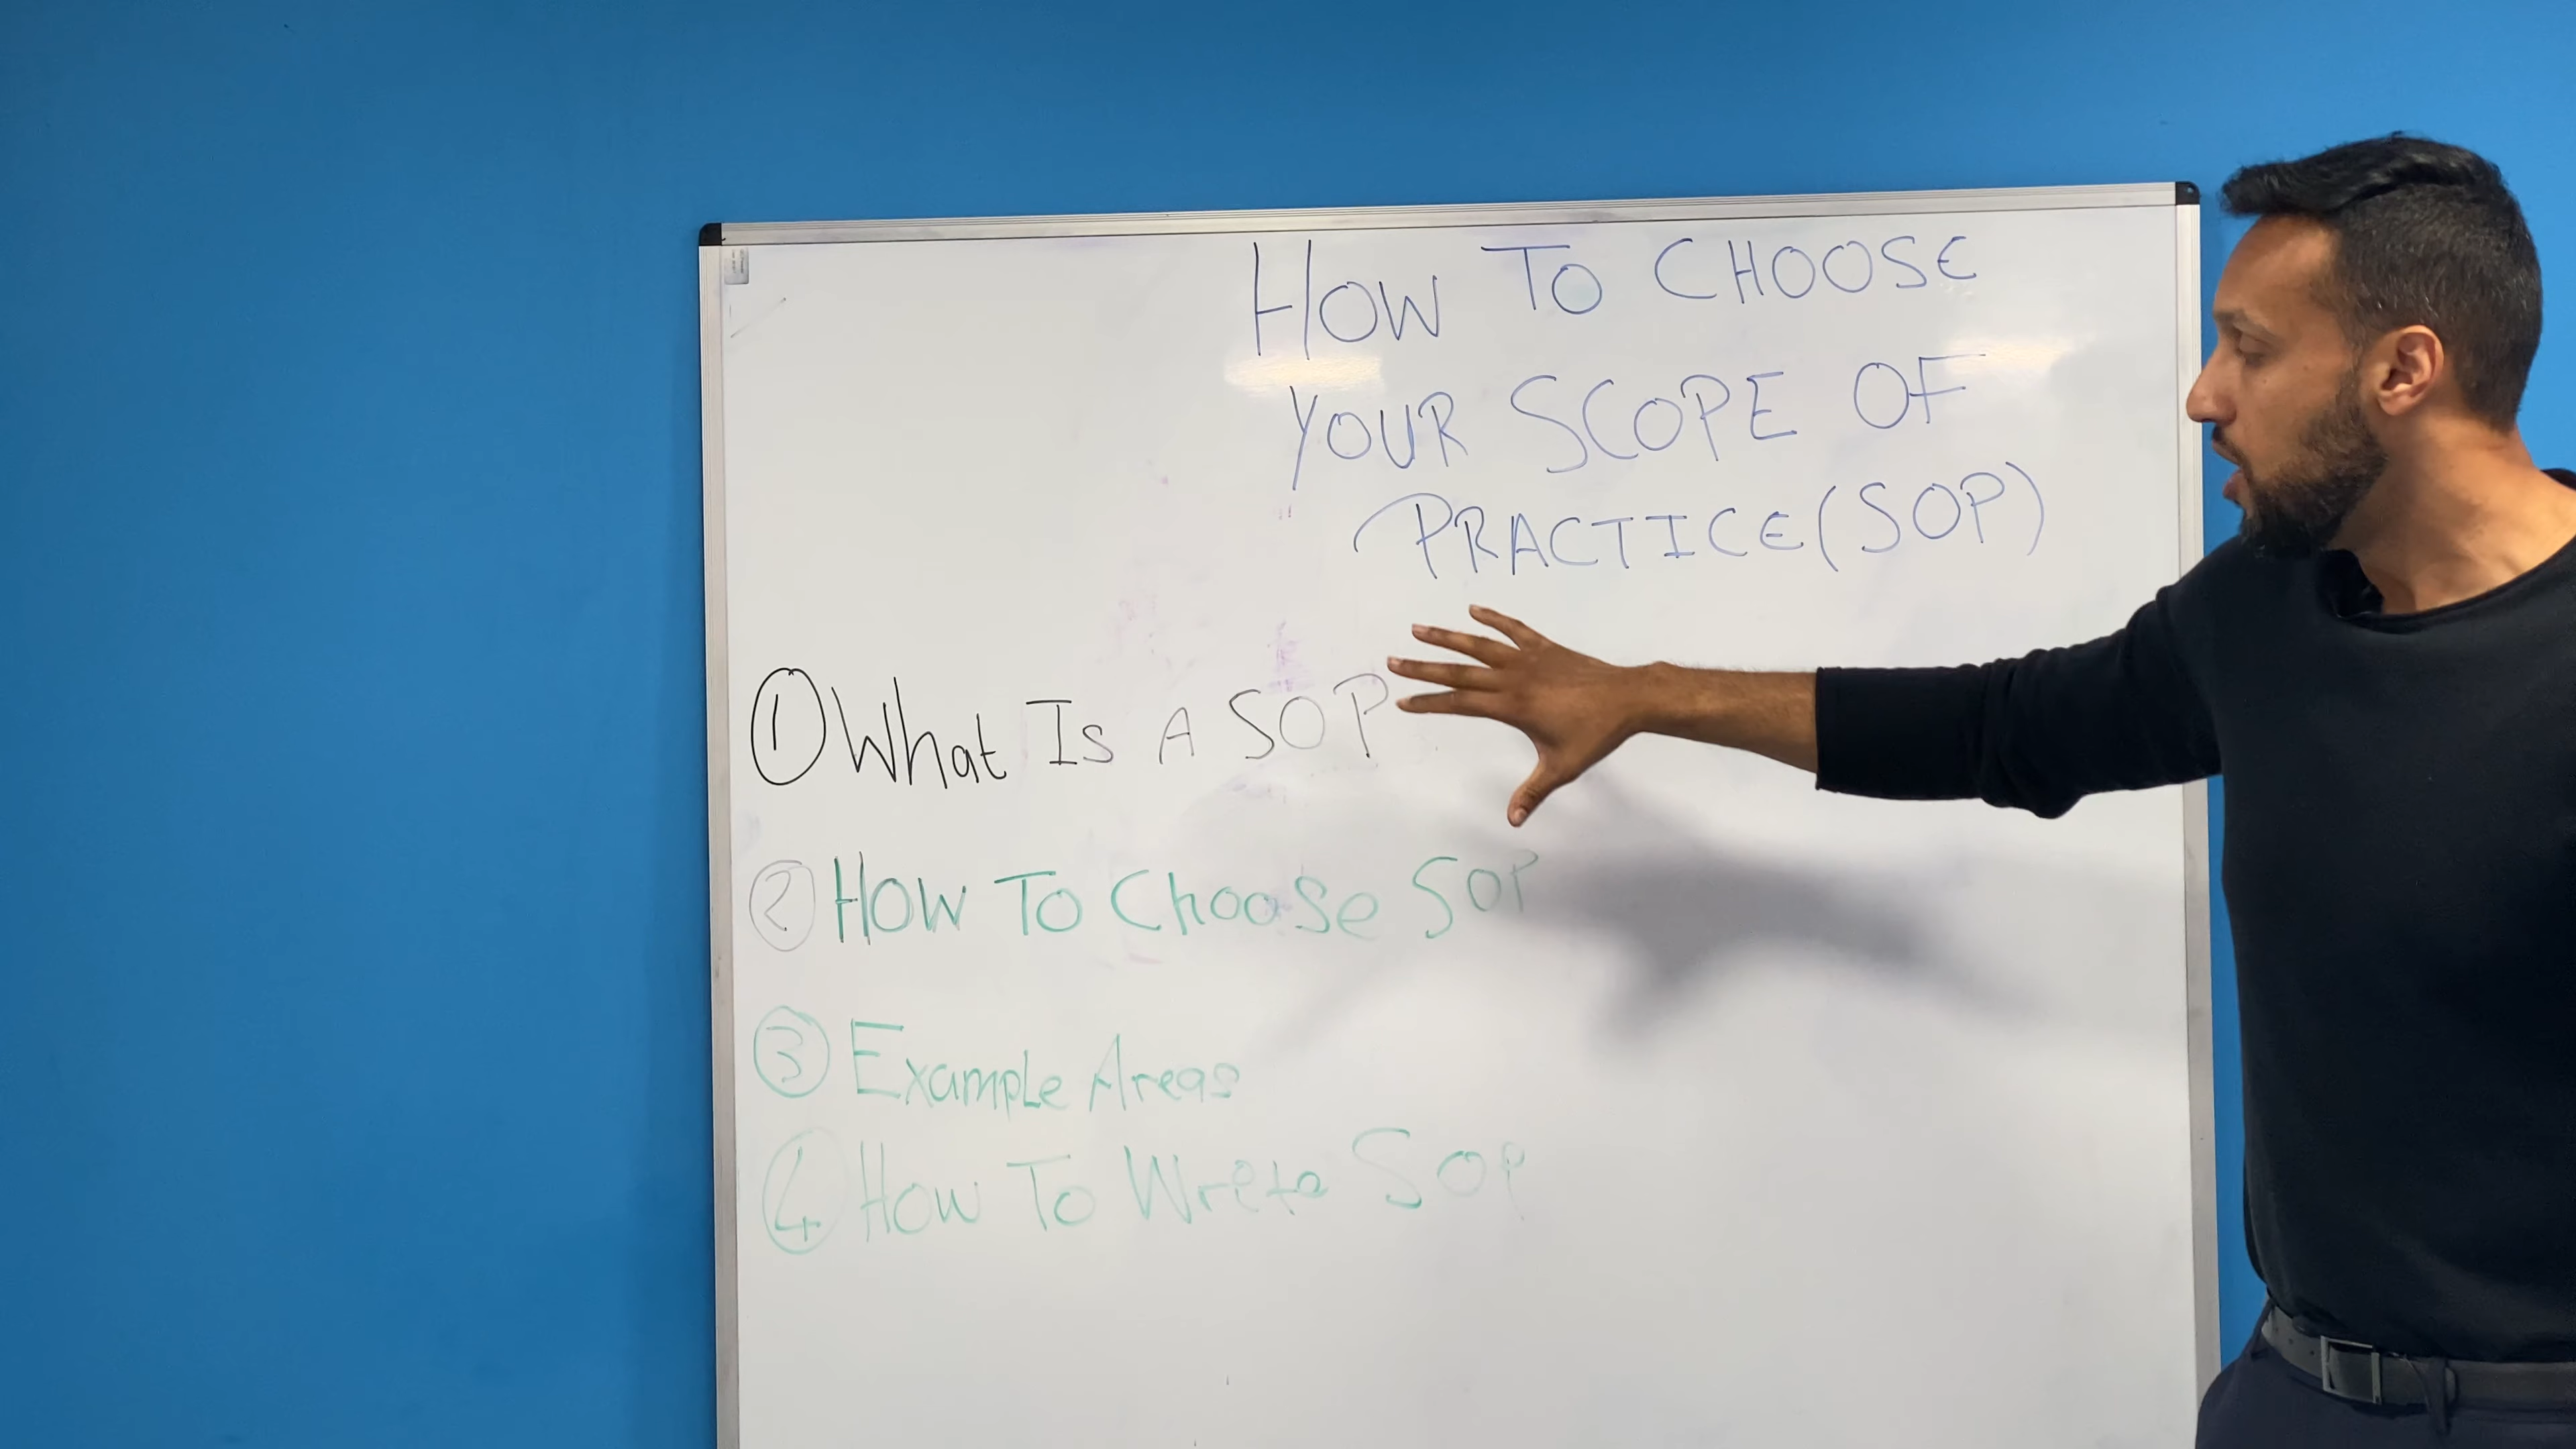 HOW TO CHOOSE
YOUR SCOPE OF
PRACTICE (SOP)
① What Is A SOP
② HOW TO Choose SOP
③ Example Areas
④ How To Write SOP